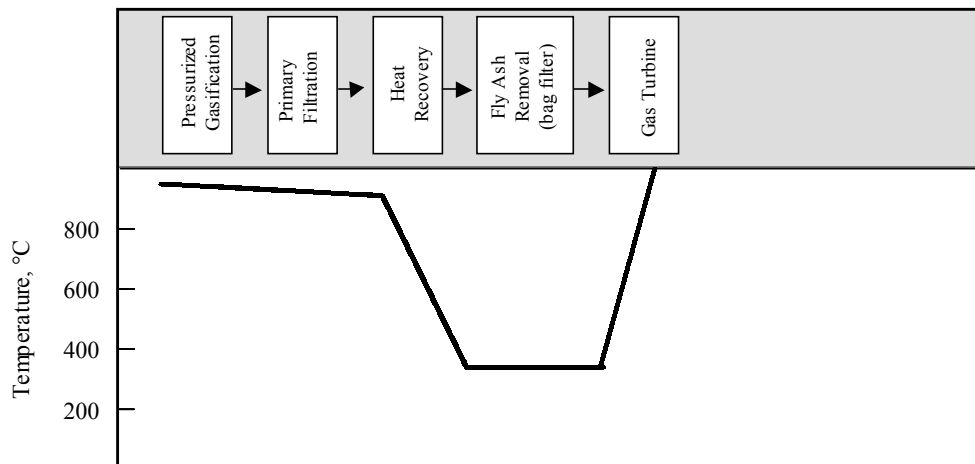 Pressurized
Gasification
Primary
Filtration
Heat
Recovery
Fly Ash
Removal
(bag filter)
Gas Turbine
Temperature, °C
800
600
400
200